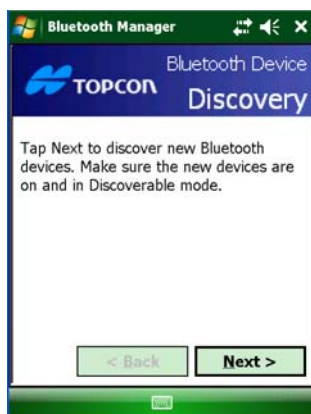 Bluetooth Manager
Bluetooth Device
TOPCON
Discovery
Tap Next to discover new Bluetooth
devices. Make sure the new devices are
on and in Discoverable mode.
< Back
Next >